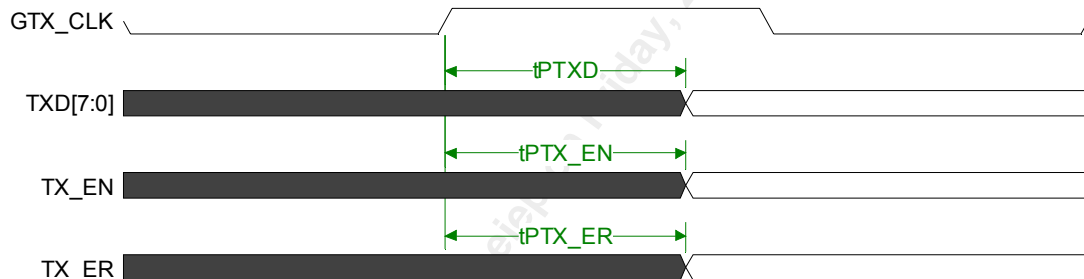 GTX_CLK
tPTXD
TXD[7:0]
tPTX_EN
TX_EN
tPTX_ER
TX_ER